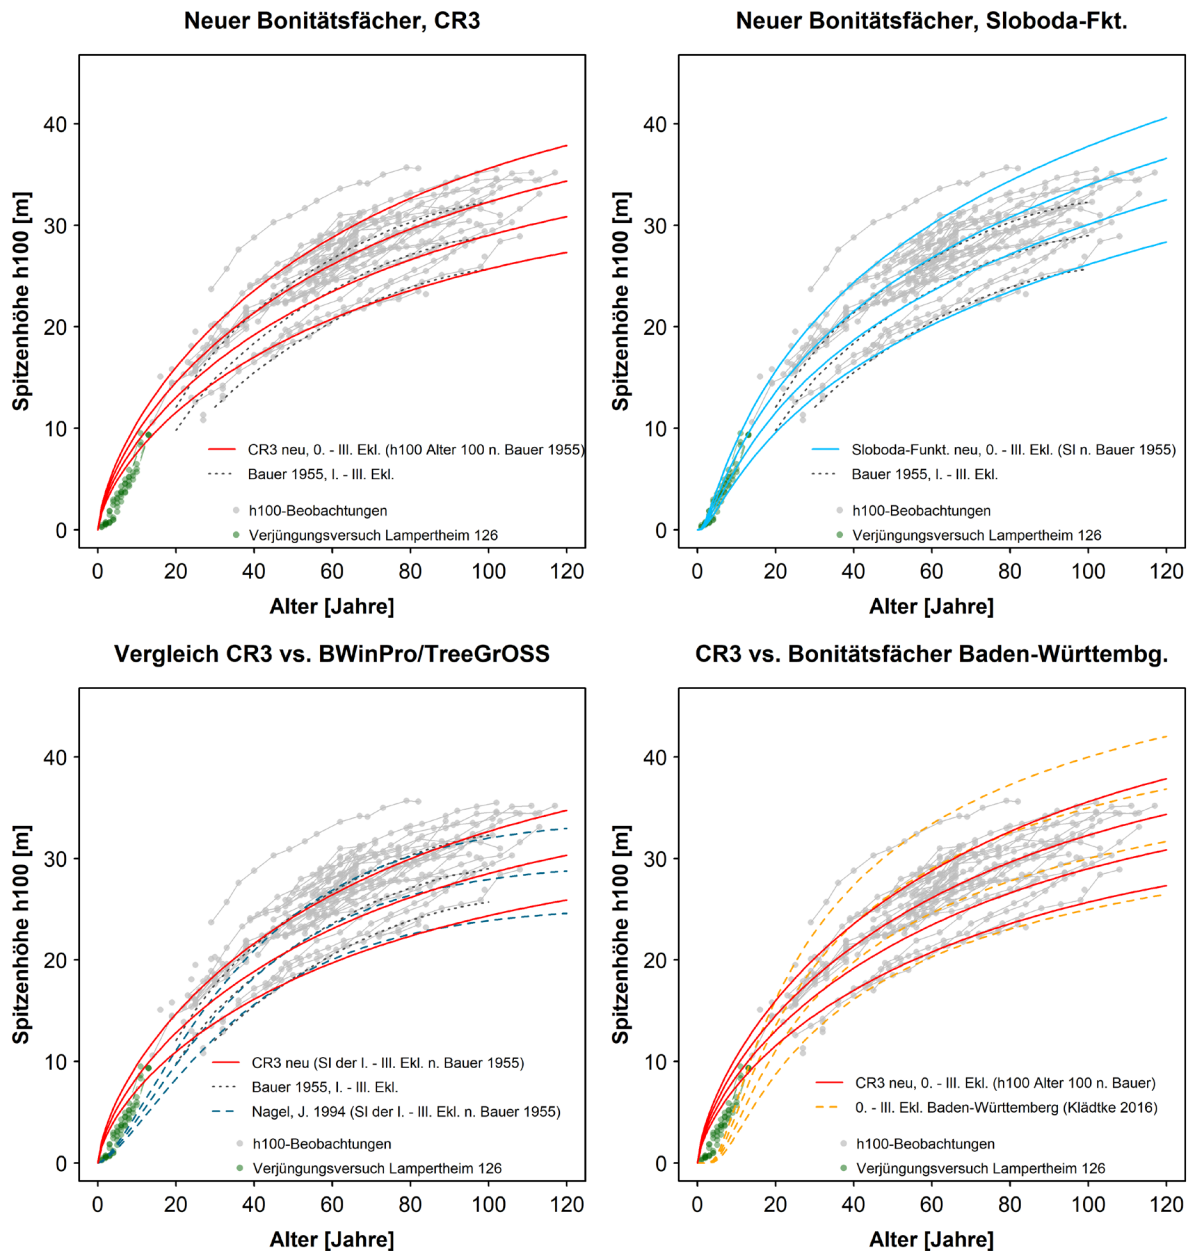 Neuer Bonitätsfächer, CR3
Spitzenhöhe h100 [m]
40
30
20
10
0
CR3 neu, 0. - III. Ekl. (h100 Alter 100 n. Bauer 1955)
Bauer 1955, I. - III. Ekl.
h100-Beobachtungen
Verjüngungsversuch Lampertheim 126
0 20 40 60 80 100 120
Alter [Jahre]
Neuer Bonitätsfächer, Sloboda-Fkt.
Spitzenhöhe h100 [m]
40
30
20
10
0
Sloboda-Funkt. neu, 0. - III. Ekl. (SI n. Bauer 1955)
Bauer 1955, I. - III. Ekl.
h100-Beobachtungen
Verjüngungsversuch Lampertheim 126
0 20 40 60 80 100 120
Alter [Jahre]
Vergleich CR3 vs. BWinPro/TreeGrOSS
Spitzenhöhe h100 [m]
40
30
20
10
0
CR3 neu (SI der I. - III. Ekl. n. Bauer 1955)
Bauer 1955, I. - III. Ekl.
Nagel, J. 1994 (SI der I. - III. Ekl. n. Bauer 1955)
h100-Beobachtungen
Verjüngungsversuch Lampertheim 126
0 20 40 60 80 100 120
Alter [Jahre]
CR3 vs. Bonitätsfächer Baden-Württembg.
Spitzenhöhe h100 [m]
40
30
20
10
0
CR3 neu, 0. - III. Ekl. (h100 Alter 100 n. Bauer)
0. - III. Ekl. Baden-Württemberg (Klädtke 2016)
h100-Beobachtungen
Verjüngungsversuch Lampertheim 126
0 20 40 60 80 100 120
Alter [Jahre]